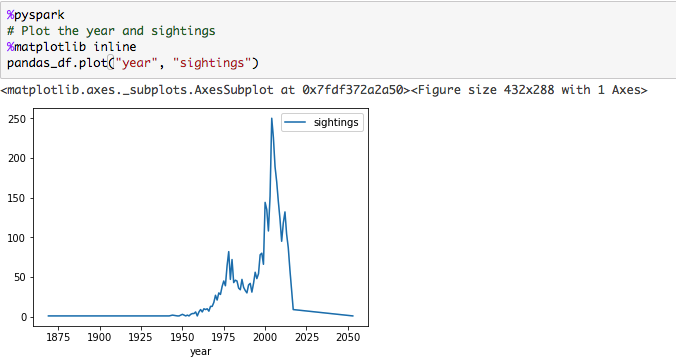 %pyspark
# Plot the year and sightings
%matplotlib inline
pandas_df.plot("year", "sightings")
<matplotlib.axes._subplots.AxesSubplot at 0x7fdf372a2a50><Figure size 432x288 with 1 Axes>
sightings
250
200
150
100
50
0
1875 1900 1925 1950 1975 2000 2025 2050
year